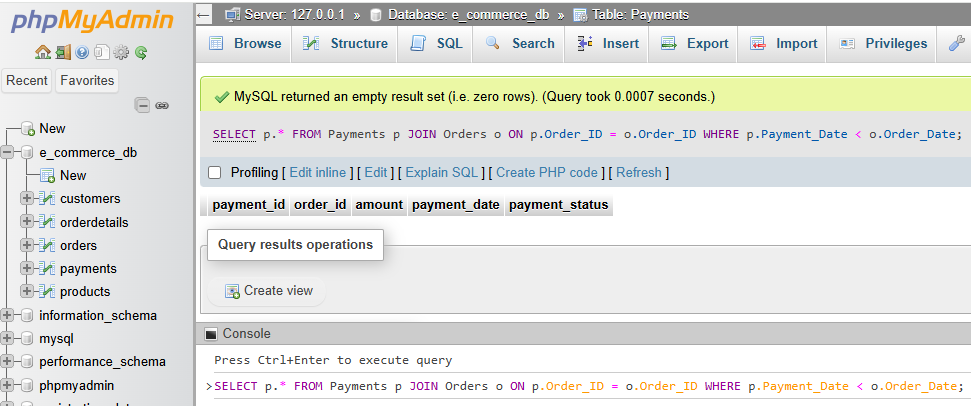 phpMyAdmin
Recent Favorites
New
e_commerce_db
New
customers
orderdetails
orders
payments
products
information_schema
mysql
performance_schema
phpmyadmin
Server: 127.0.0.1 » Database: e_commerce_db » Table: Payments
Browse Structure SQL Search Insert Export Import Privileges
MySQL returned an empty result set (i.e. zero rows). (Query took 0.0007 seconds.)
SELECT p.* FROM Payments p JOIN Orders o ON p.Order_ID = o.Order_ID WHERE p.Payment_Date < o.Order_Date;
Profiling [ Edit inline ] [ Edit ] [ Explain SQL ] [ Create PHP code ] [ Refresh ]
payment_id order_id amount payment_date payment_status
Query results operations
Create view
Console
Press Ctrl+Enter to execute query
>SELECT p.* FROM Payments p JOIN Orders o ON p.Order_ID = o.Order_ID WHERE p.Payment_Date < o.Order_Date;